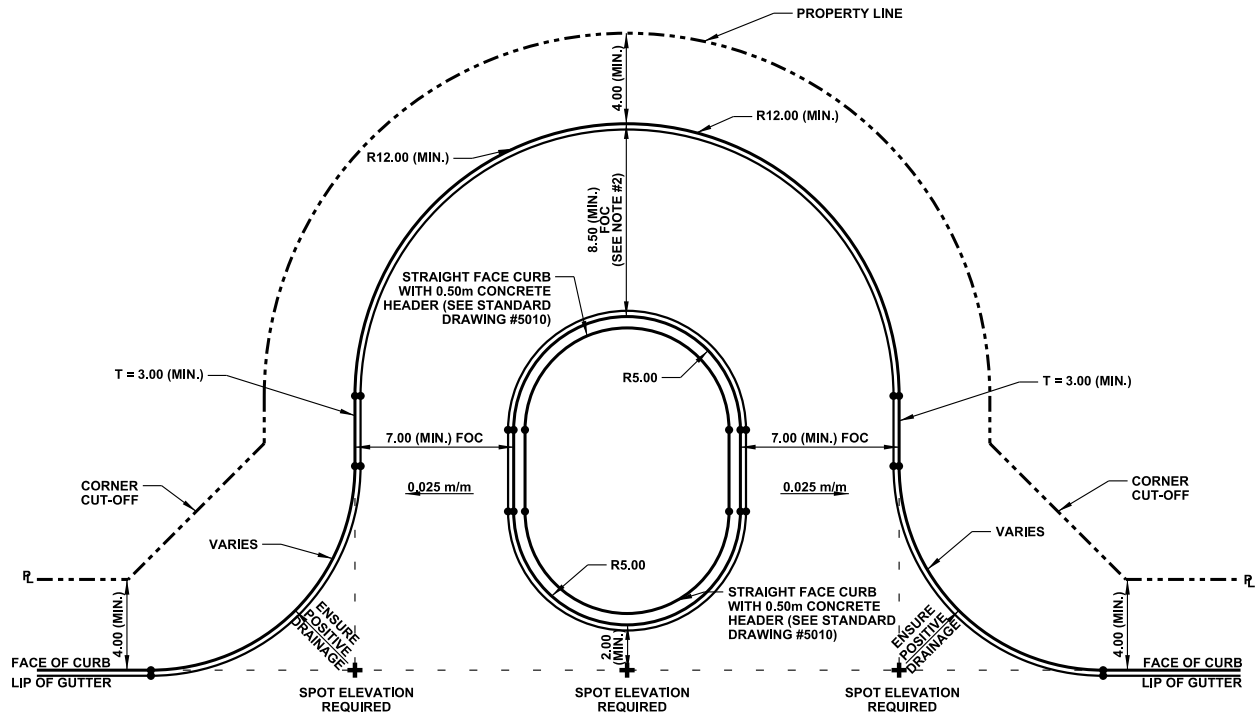 PROPERTY LINE
4.00 (MIN.)
R12.00 (MIN.)
R12.00 (MIN.)
8.50 (MIN.)
FOC
(SEE NOTE #2)
STRAIGHT FACE CURB
WITH 0.50m CONCRETE
HEADER (SEE STANDARD
DRAWING #5010)
R5.00
T = 3.00 (MIN.)
T = 3.00 (MIN.)
7.00 (MIN.) FOC
7.00 (MIN.) FOC
CORNER
CUT-OFF
0.025 m/m
0.025 m/m
CORNER
CUT-OFF
VARIES
VARIES
R5.00
PL
PL
STRAIGHT FACE CURB
WITH 0.50m CONCRETE
HEADER (SEE STANDARD
DRAWING #5010)
4.00 (MIN.)
ENSURE
POSITIVE
DRAINAGE
2.00
(MIN.)
ENSURE
POSITIVE
DRAINAGE
4.00 (MIN.)
FACE OF CURB
LIP OF GUTTER
FACE OF CURB
LIP OF GUTTER
SPOT ELEVATION
REQUIRED
SPOT ELEVATION
REQUIRED
SPOT ELEVATION
REQUIRED